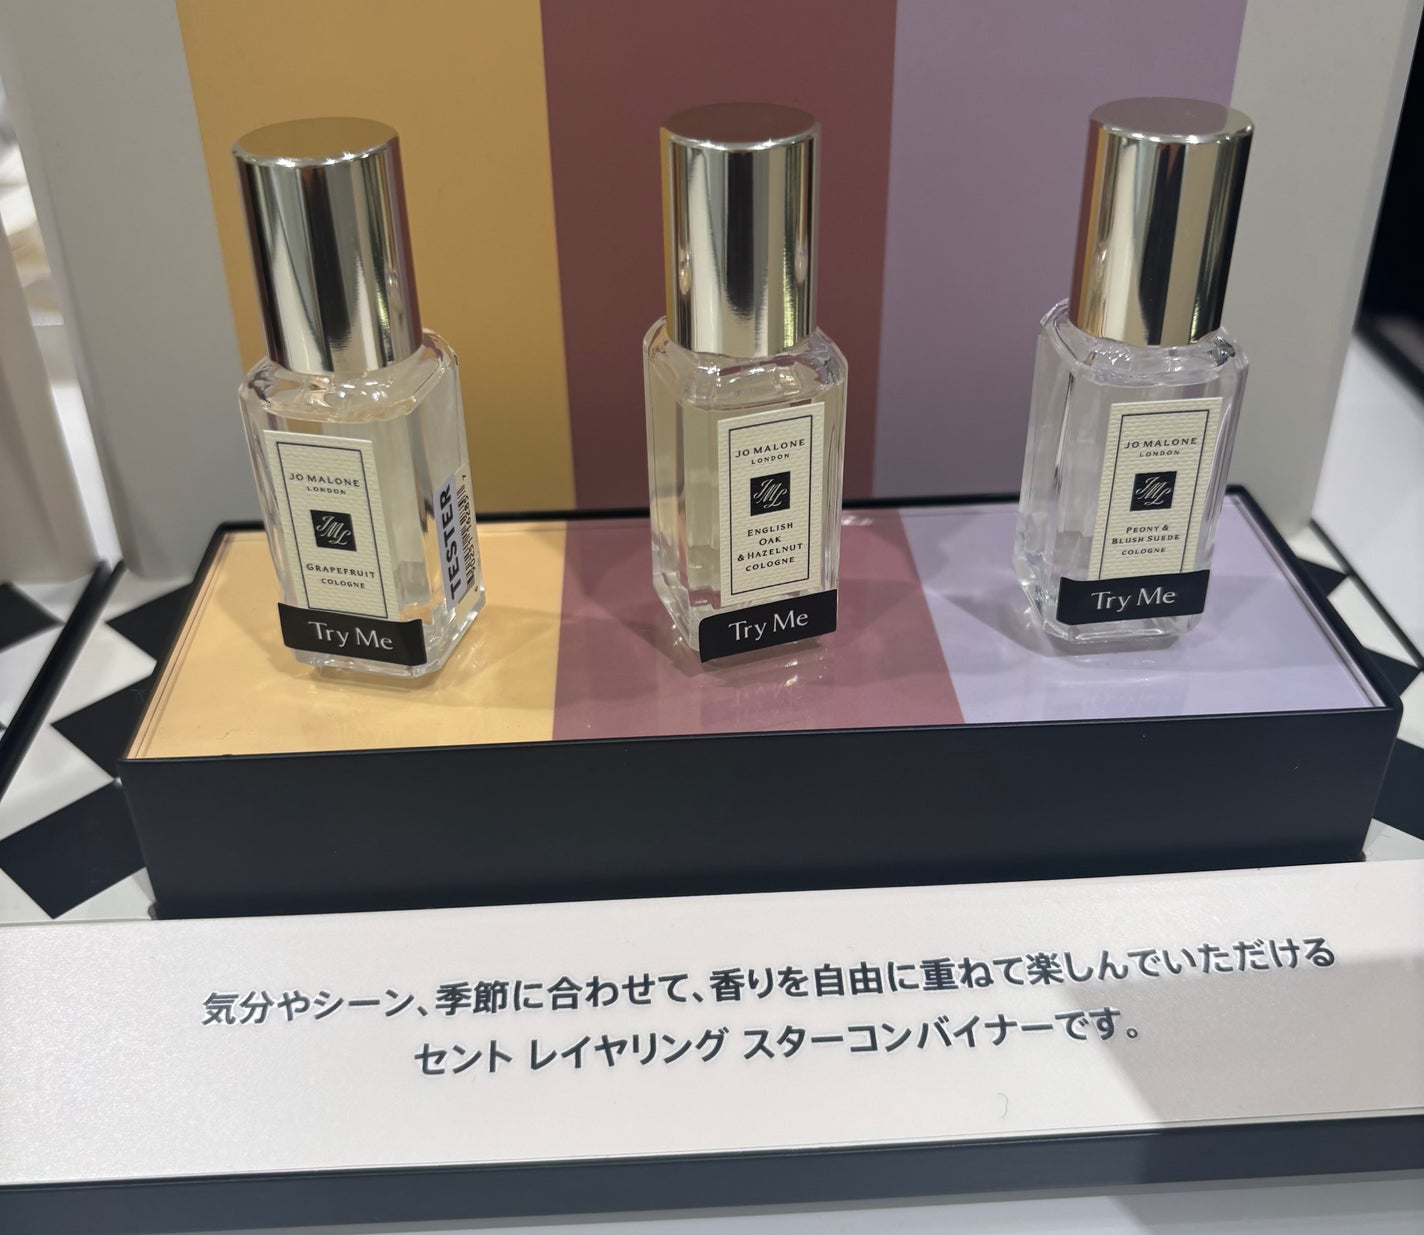 JO MALONE
LONDON
JML
GRAPEFRUIT
COLOGNE
Try Me
TESTER
JO MALONE
LONDON
JML
ENGLISH
OAK
& HAZELNUT
COLOGNE
Try Me
JO MALONE
LONDON
JML
PEONY &
BLUSH SUEDE
COLOGNE
Try Me
気分やシーン、季節に合わせて、香りを自由に重ねて楽しんでいただける
セント レイヤリング スターコンバイナーです。